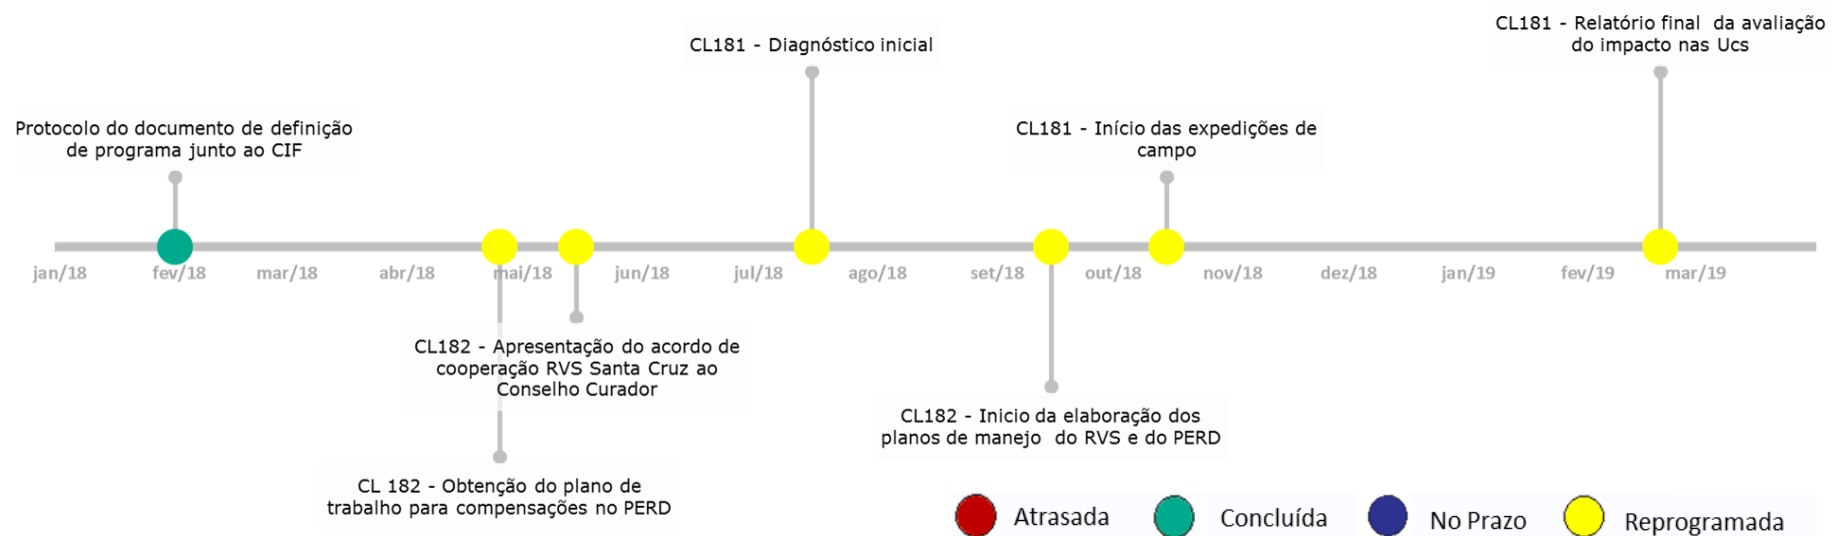 CL181 - Relatório final  da avaliação
do impacto nas Ucs
CL181 - Diagnóstico inicial
Protocolo do documento de definição
de programa junto ao CIF
CL181 - Início das expedições de
campo
jan/18
fev/18
mar/18
abr/18
mai/18
jun/18
jul/18
ago/18
set/18
out/18
nov/18
dez/18
jan/19
fev/19
mar/19
CL182 - Apresentação do acordo de
cooperação RVS Santa Cruz ao
Conselho Curador
CL182 - Inicio da elaboração dos
planos de manejo  do RVS e do PERD
CL 182 - Obtenção do plano de
trabalho para compensações no PERD
Atrasada
Concluída
No Prazo
Reprogramada